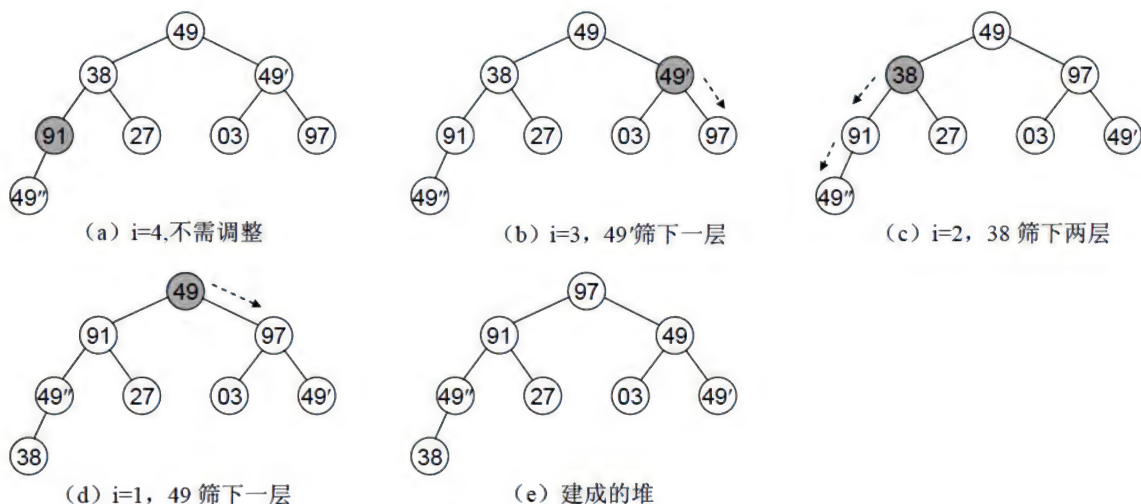 49 49 49
38 49′ 38 49′ 38 97
91 27 03 97 91 27 03 97 91 27 03 49′
49″ 49″ 49″
（a）i=4,不需调整 （b）i=3，49′筛下一层 （c）i=2，38 筛下两层
49 97
91 97 91 49
49″ 27 03 49′ 49″ 27 03 49′
38 38
（d）i=1，49 筛下一层 （e）建成的堆